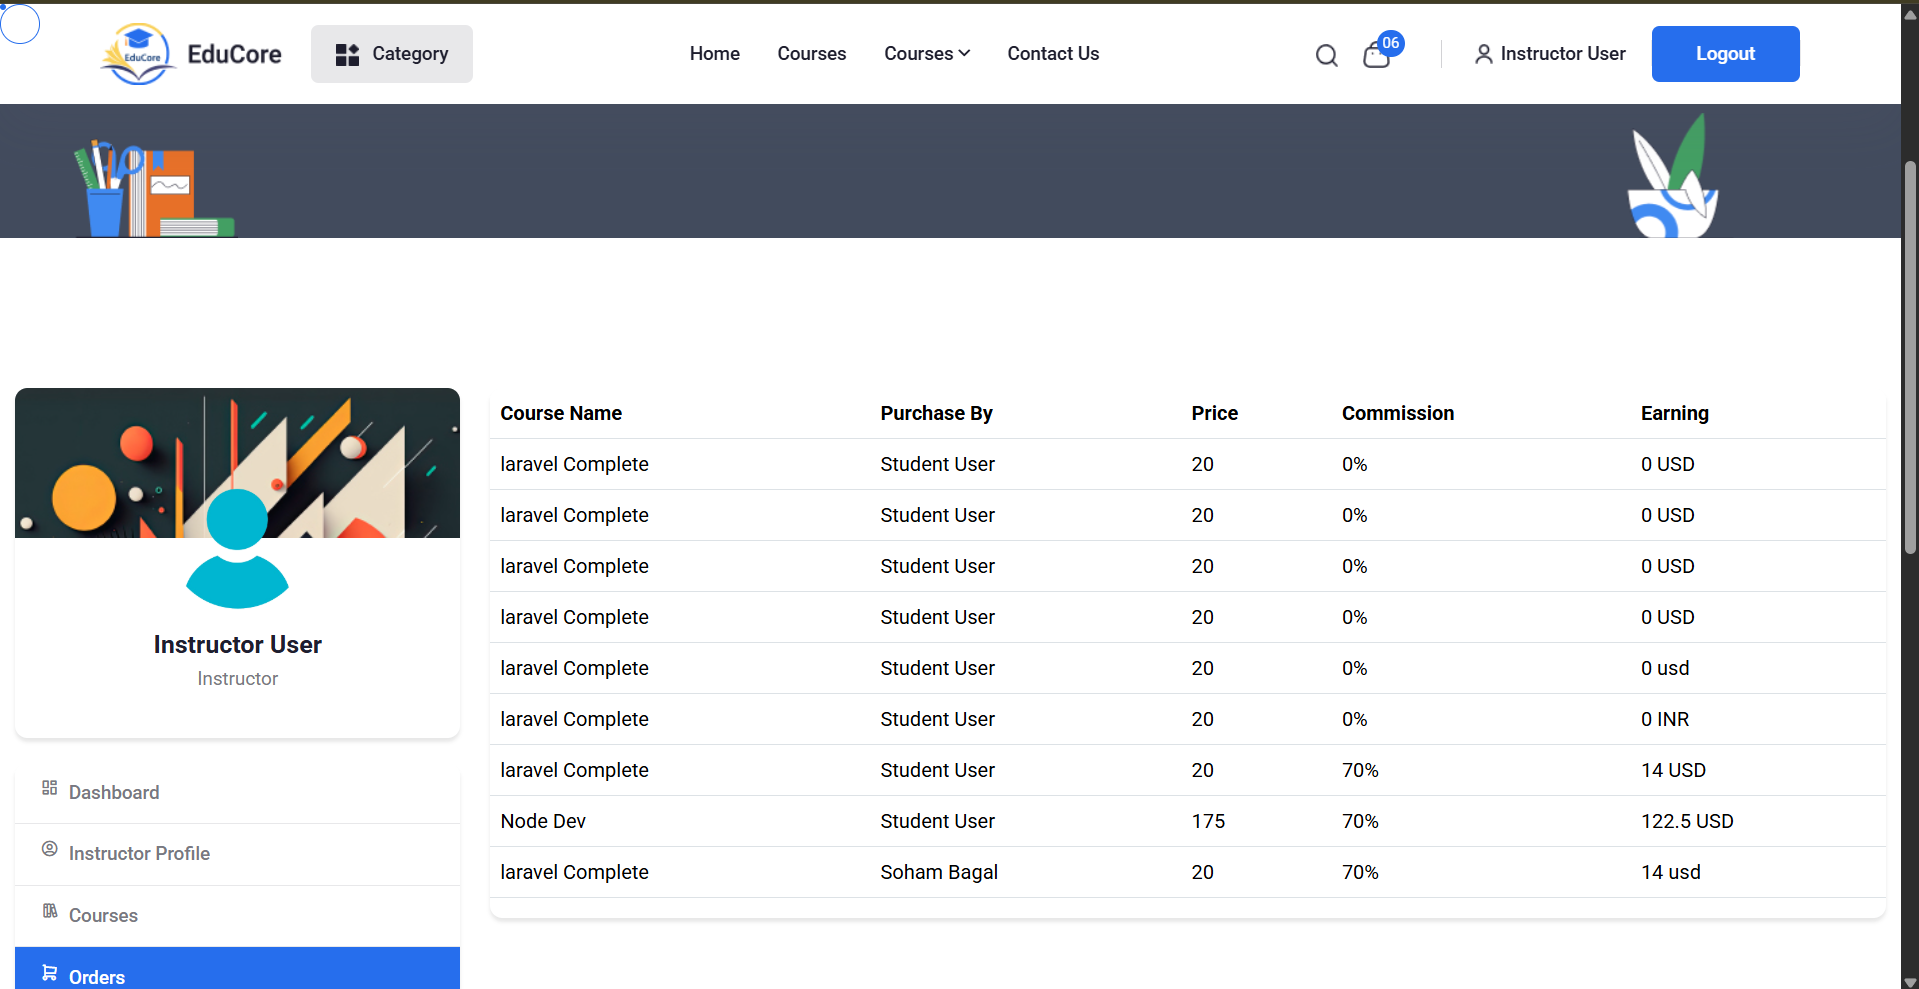 EduCore
EduCore
Category
Home
Courses
Courses
Contact Us
06
Instructor User
Logout
Instructor User
Instructor
Dashboard
Instructor Profile
Courses
Orders
Course Name Purchase By Price Commission Earning
laravel Complete Student User 20 0% 0 USD
laravel Complete Student User 20 0% 0 USD
laravel Complete Student User 20 0% 0 USD
laravel Complete Student User 20 0% 0 USD
laravel Complete Student User 20 0% 0 usd
laravel Complete Student User 20 0% 0 INR
laravel Complete Student User 20 70% 14 USD
Node Dev Student User 175 70% 122.5 USD
laravel Complete Soham Bagal 20 70% 14 usd